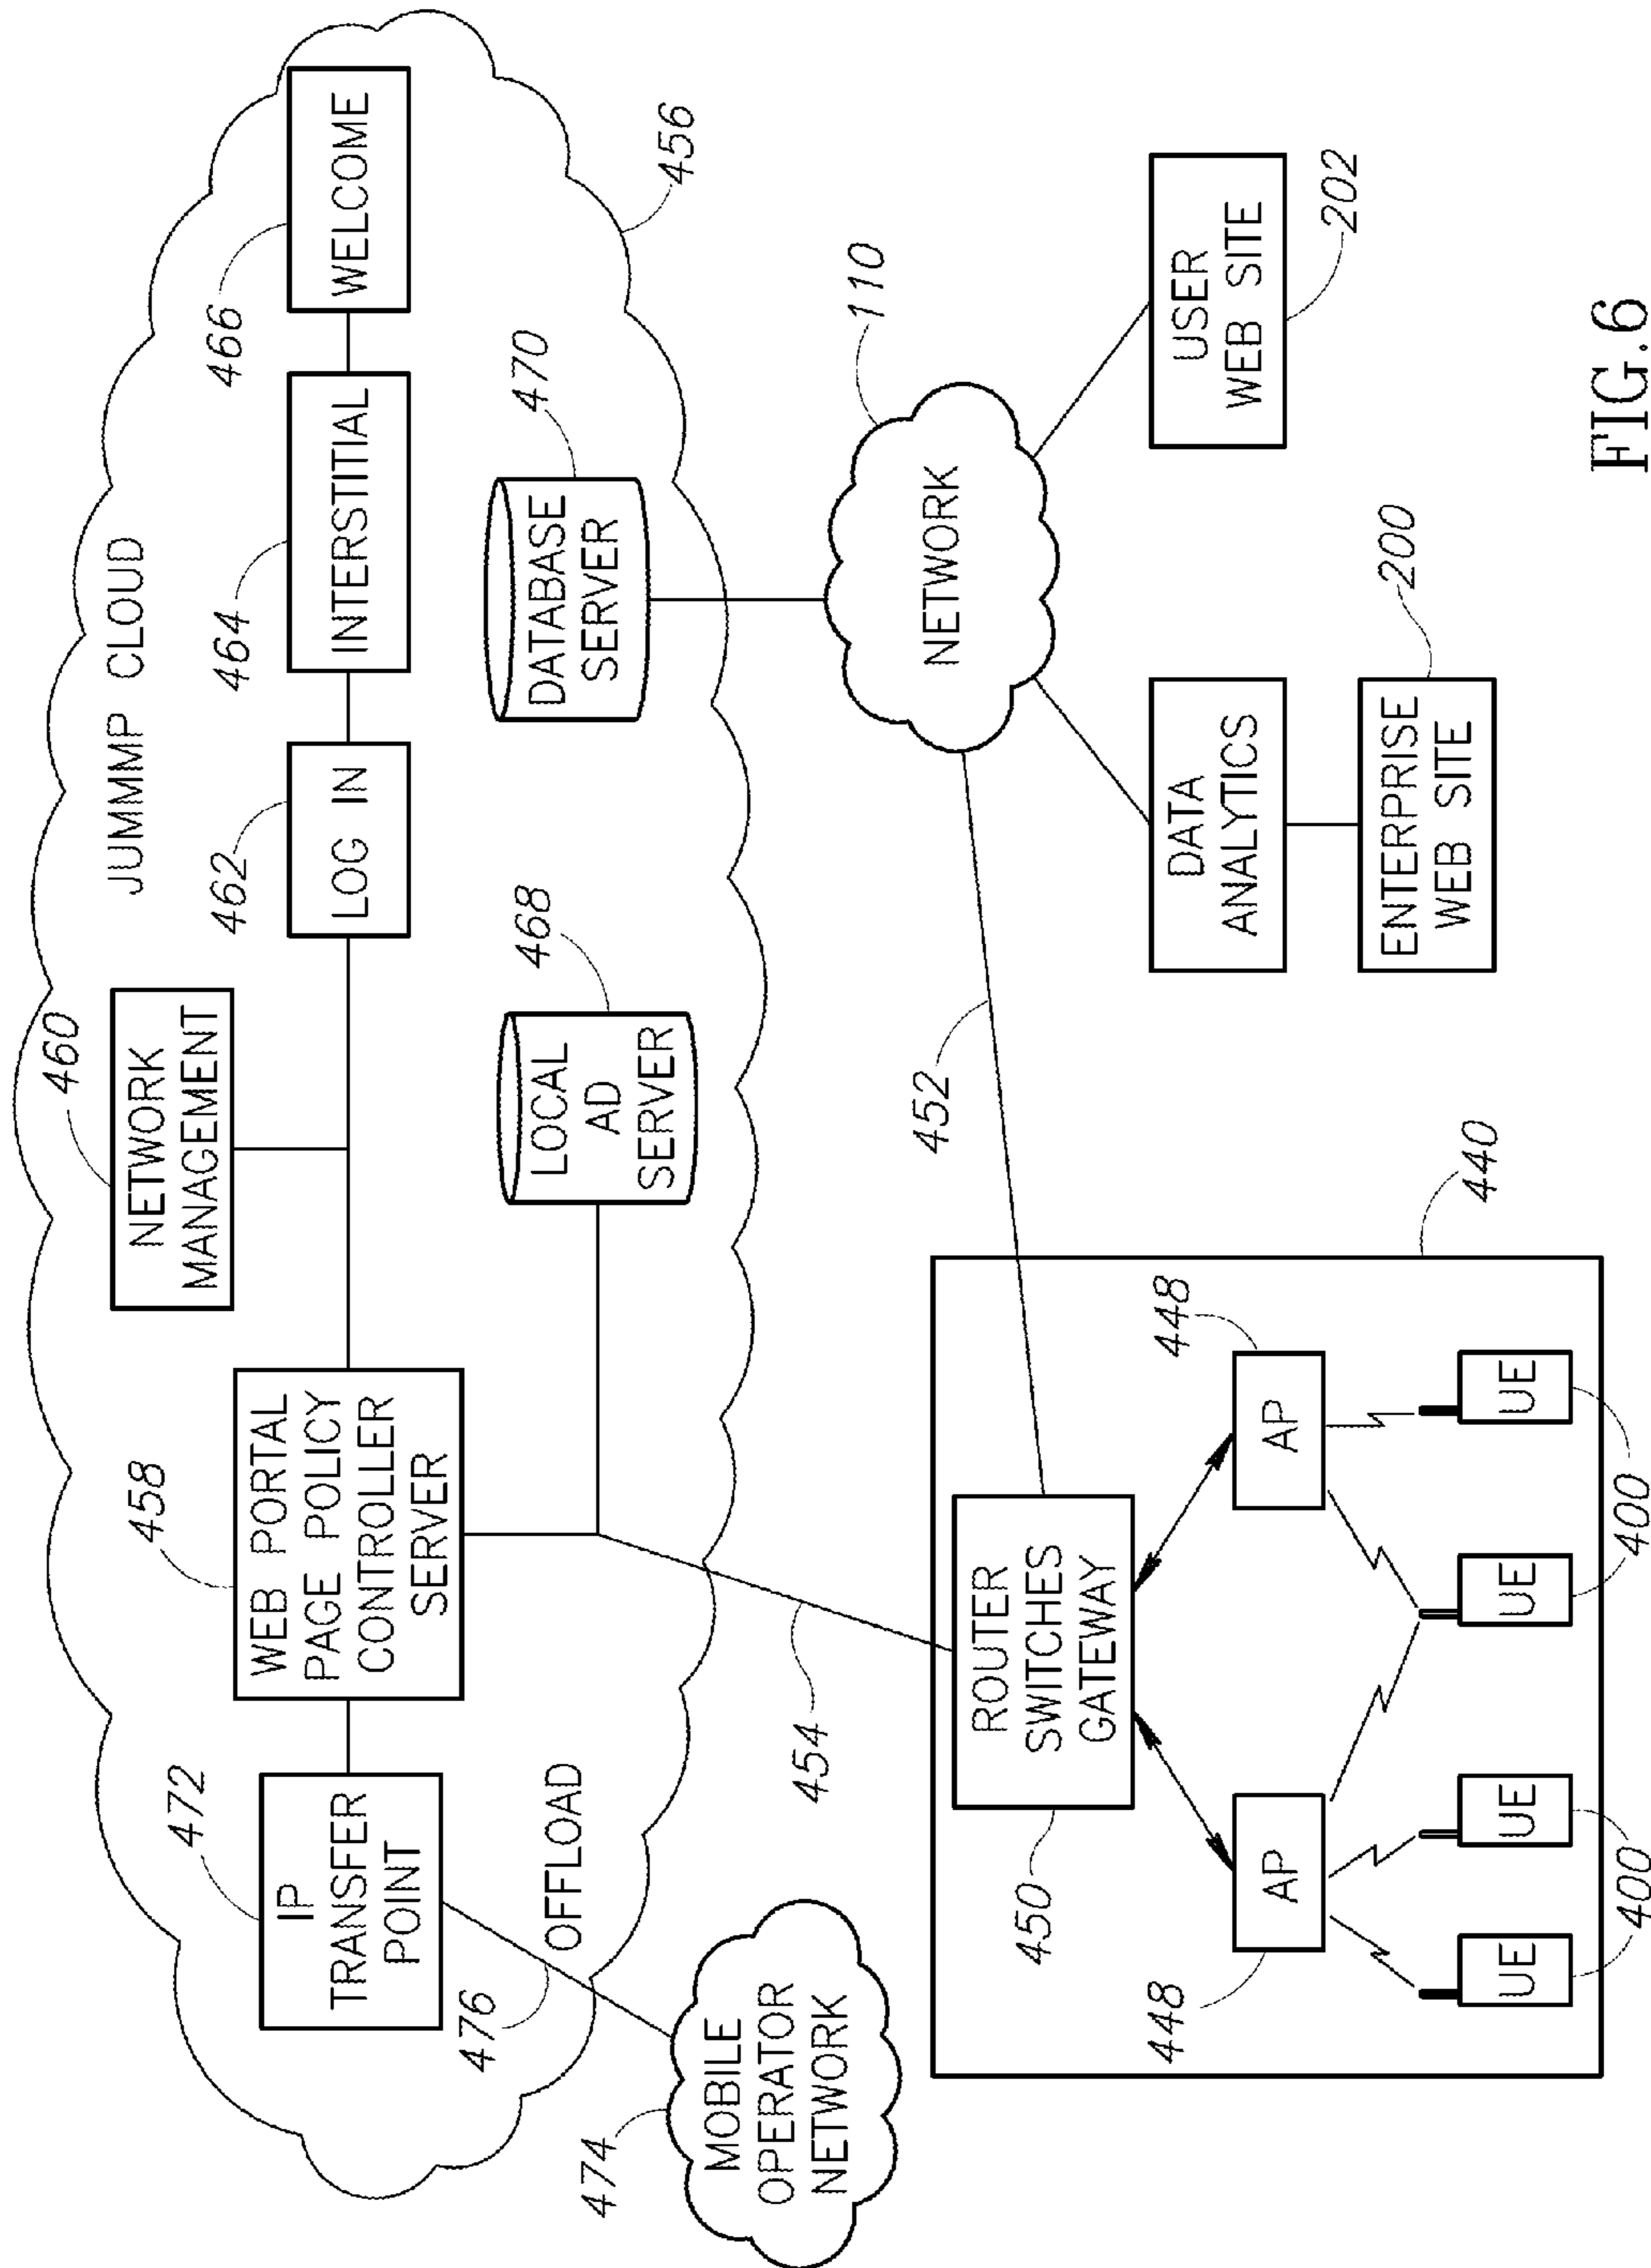 JUMMMP CLOUD
460
NETWORK
MANAGEMENT
472
IP
TRANSFER
POINT
458
WEB PORTAL
PAGE POLICY
CONTROLLER
SERVER
462
LOG IN
464
INTERSTITIAL
466
WELCOME
468
LOCAL
AD
SERVER
470
DATABASE
SERVER
456
476
OFFLOAD
474
MOBILE
OPERATOR
NETWORK
454
452
NETWORK
110
440
450
ROUTER
SWITCHES
GATEWAY
448
AP
448
AP
UE
UE
UE
UE
400
400
DATA
ANALYTICS
ENTERPRISE
WEB SITE
200
USER
WEB SITE
202
FIG.6